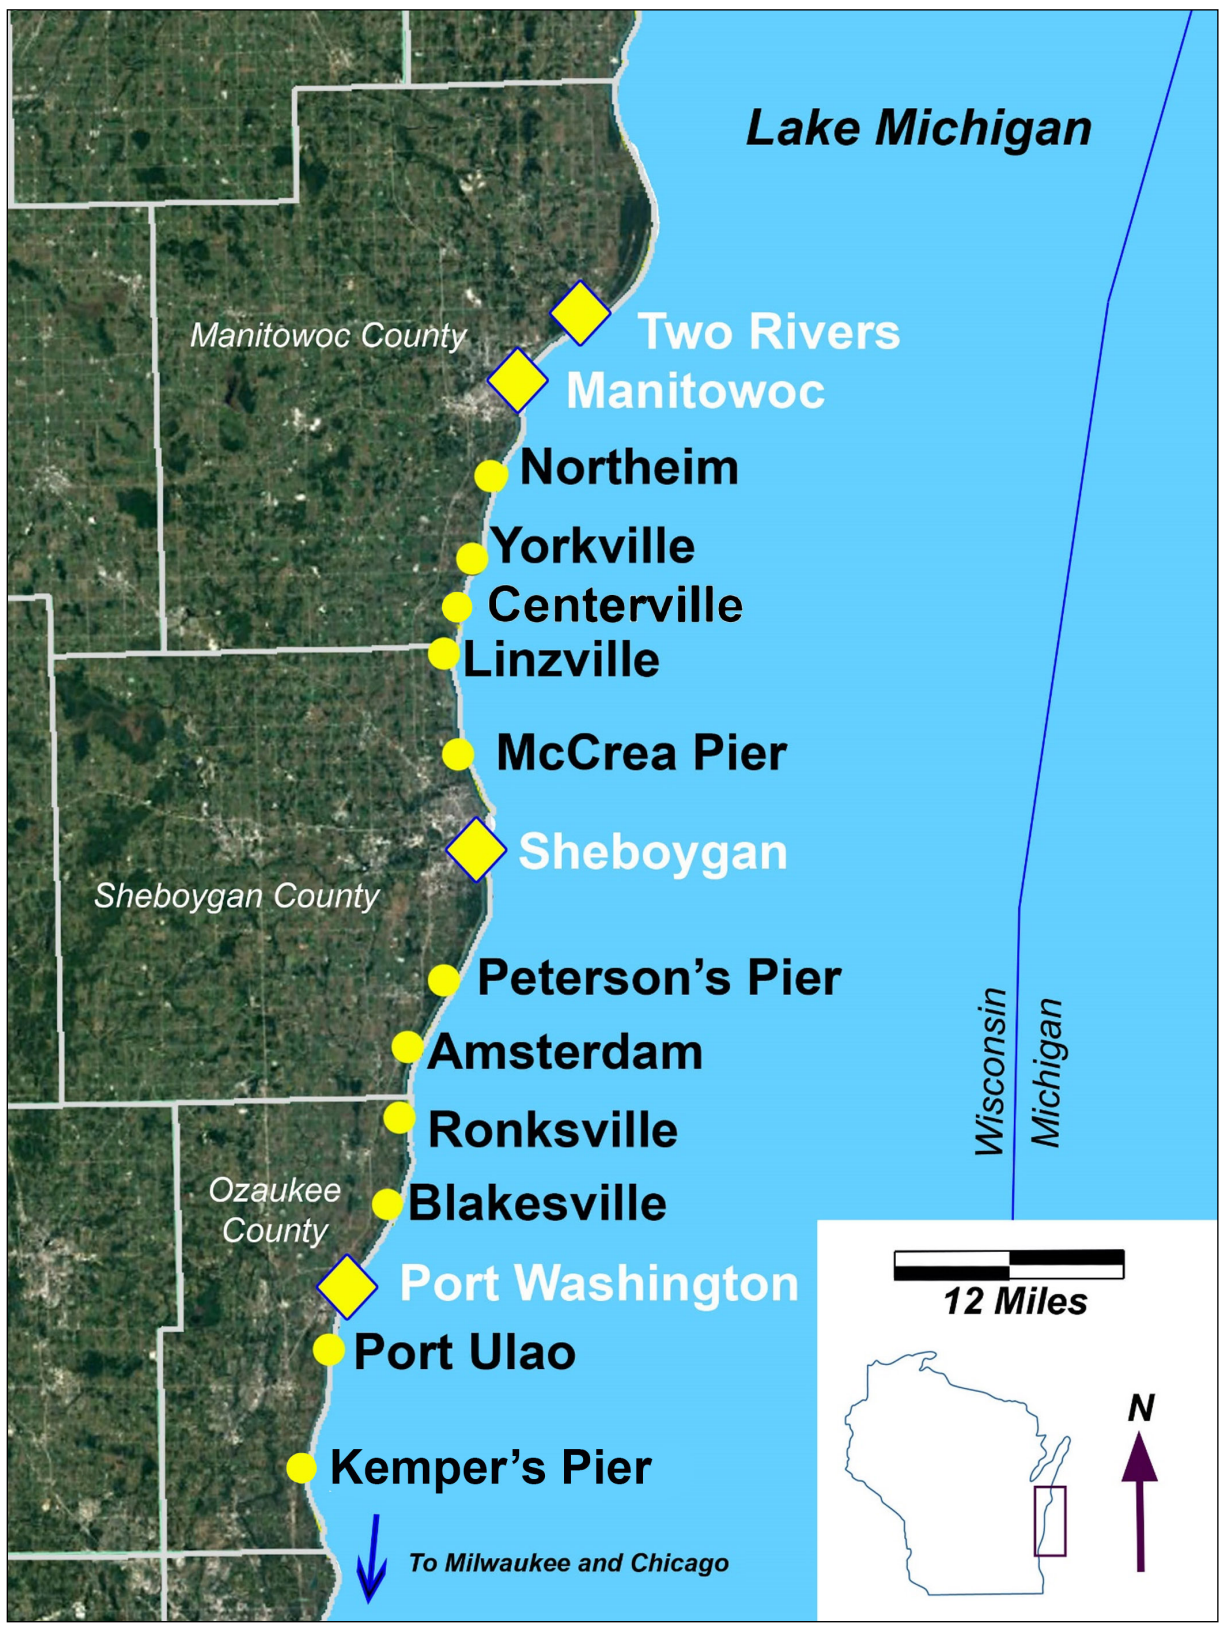 Lake Michigan
Manitowoc County
Two Rivers
Manitowoc
Northeim
Yorkville
Centerville
Linzville
McCrea Pier
Sheboygan
Sheboygan County
Peterson's Pier
Amsterdam
Wisconsin
Michigan
Ronksville
Ozaukee
County
Blakesville
Port Washington
12 Miles
Port Ulao
N
Kemper's Pier
To Milwaukee and Chicago